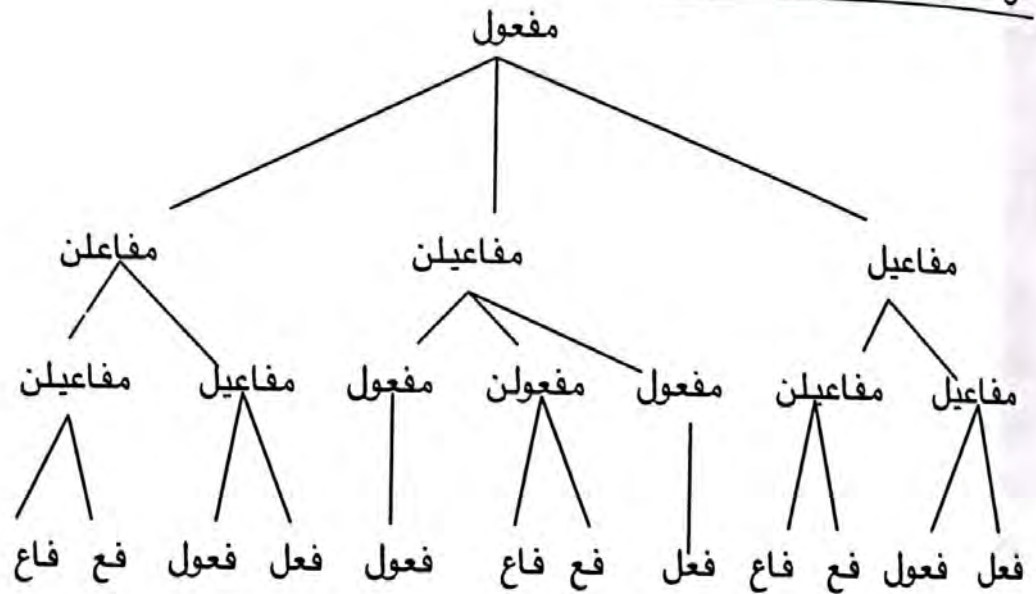 مفعول
مفاعيل مفاعيلن مفاعلن
مفاعيل مفاعيلن مفعول مفعولن مفعول مفاعيل مفاعيلن
فعل فعول فع فاع فعل فع فاع فعول فعل فعول فع فاع